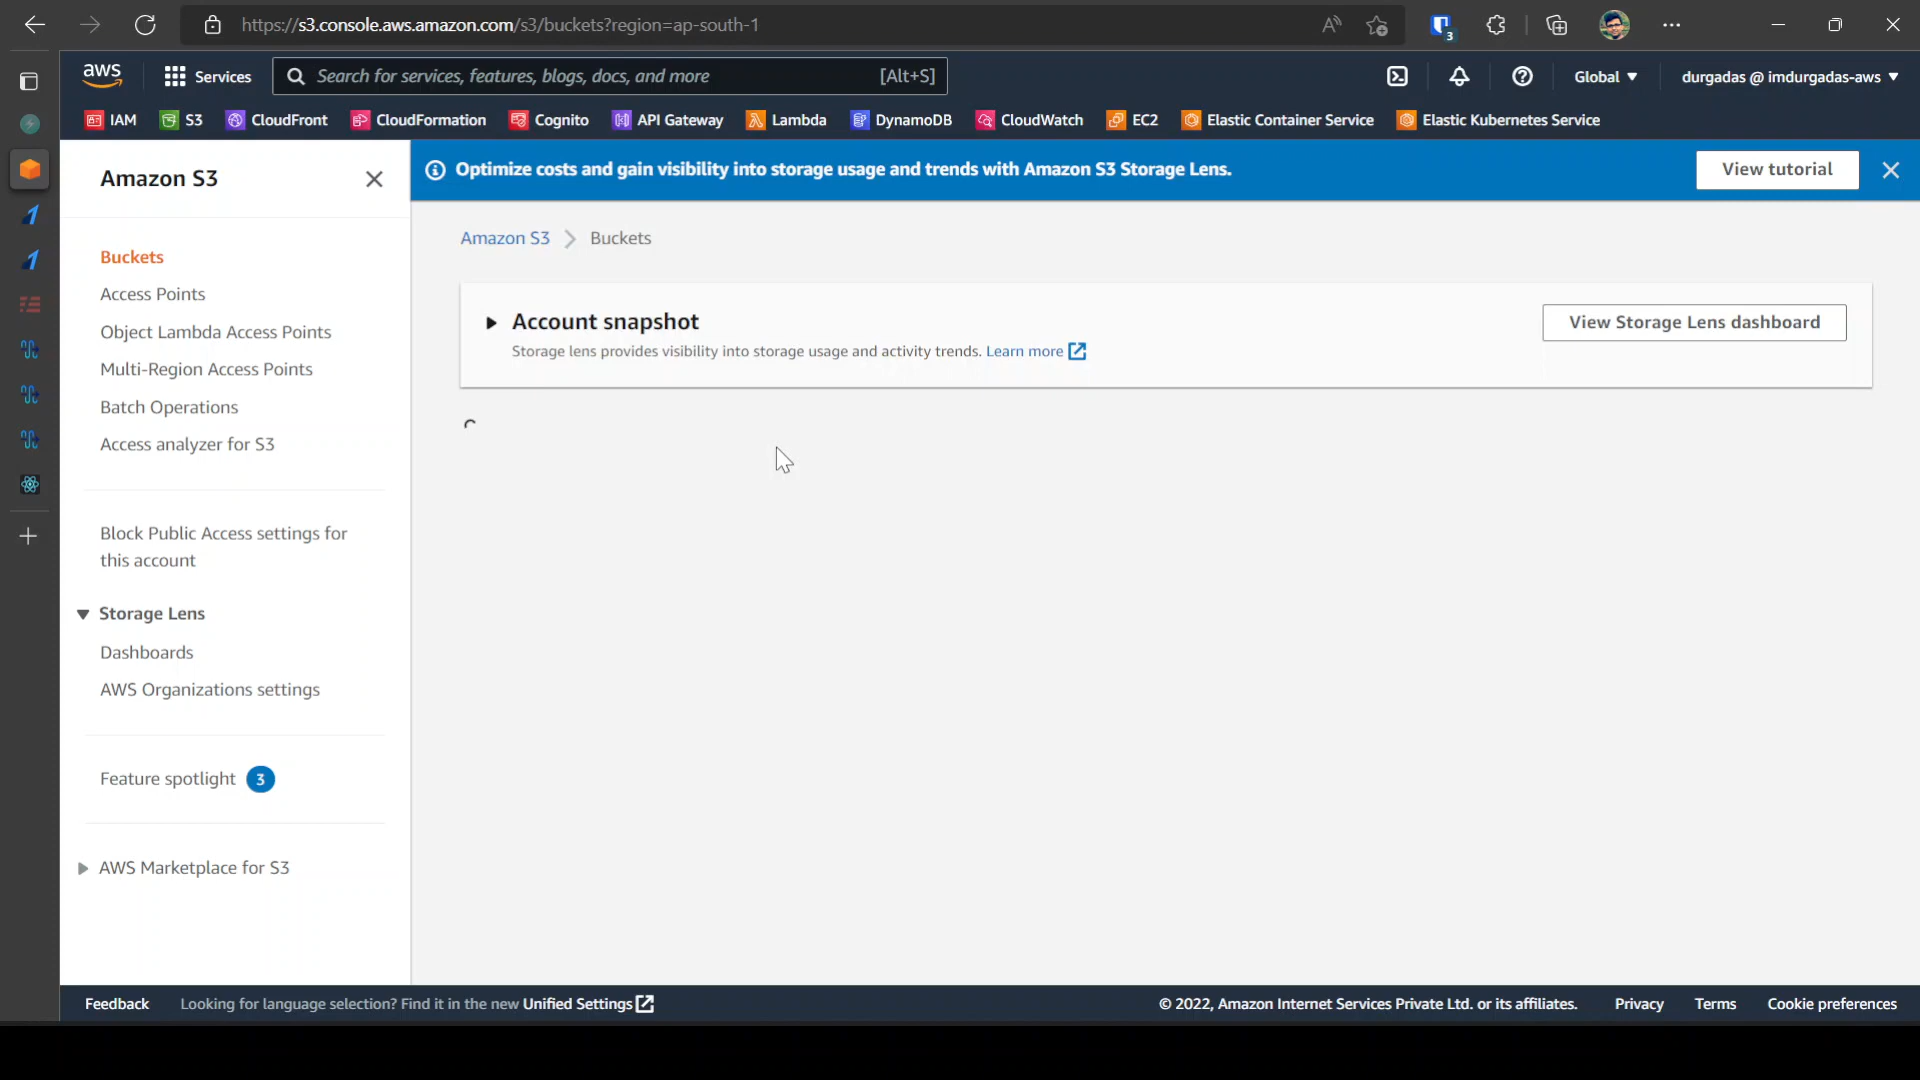 https://s3.console.aws.amazon.com/s3/buckets?region=ap-south-1
3
aws
Services
Search for services, features, blogs, docs, and more
[Alt+S]
Global
durgadas @ imdurgadas-aws
IAM
S3
CloudFront
CloudFormation
Cognito
API Gateway
Lambda
DynamoDB
CloudWatch
EC2
Elastic Container Service
Elastic Kubernetes Service
Amazon S3
Buckets
Access Points
Object Lambda Access Points
Multi-Region Access Points
Batch Operations
Access analyzer for S3
Block Public Access settings for
this account
Storage Lens
Dashboards
AWS Organizations settings
Feature spotlight 3
AWS Marketplace for S3
Optimize costs and gain visibility into storage usage and trends with Amazon S3 Storage Lens.
View tutorial
Amazon S3
Buckets
Account snapshot
Storage lens provides visibility into storage usage and activity trends. Learn more
View Storage Lens dashboard
Feedback
Looking for language selection? Find it in the new Unified Settings
© 2022, Amazon Internet Services Private Ltd. or its affiliates.
Privacy
Terms
Cookie preferences